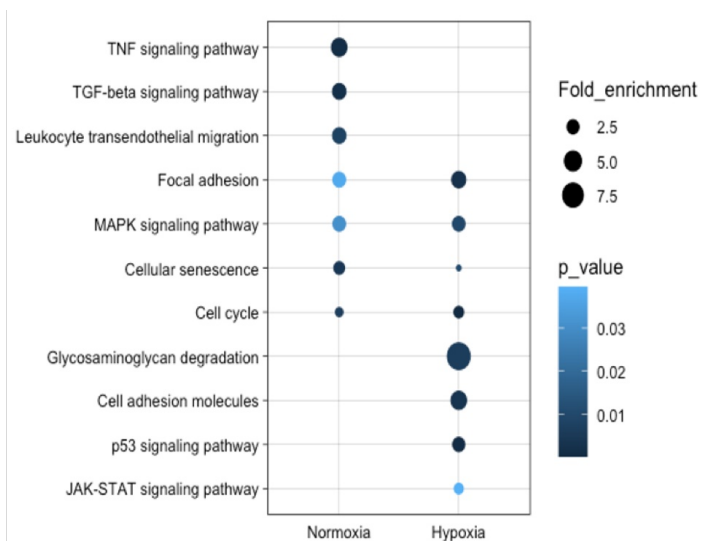 TNF signaling pathway
TGF-beta signaling pathway
Leukocyte transendothelial migration
Focal adhesion
MAPK signaling pathway
Cellular senescence
Cell cycle
Glycosaminoglycan degradation
Cell adhesion molecules
p53 signaling pathway
JAK-STAT signaling pathway
Normoxia
Hypoxia
Fold_enrichment
2.5
5.0
7.5
p_value
0.03
0.02
0.01